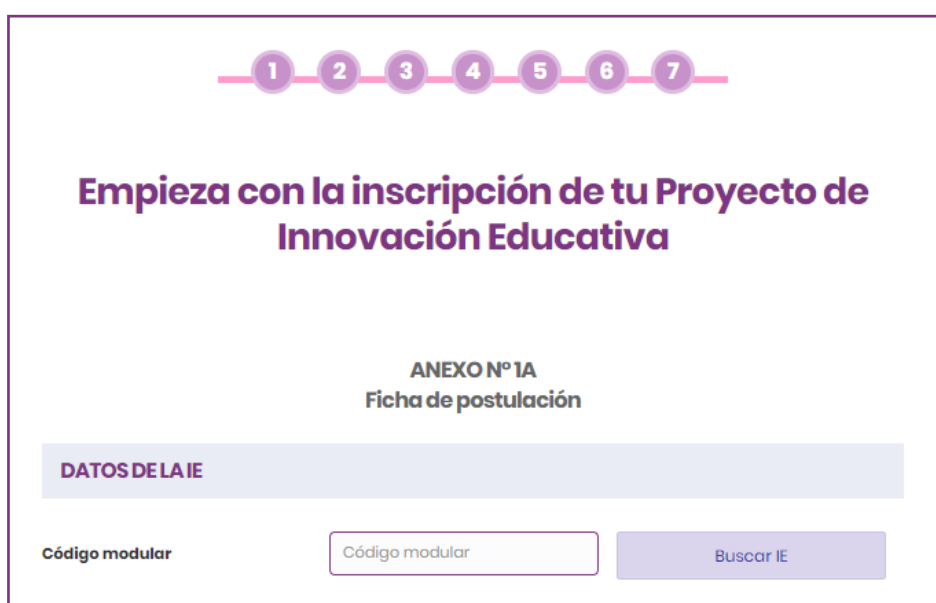 1 2 3 4 5 6 7
Empieza con la inscripción de tu Proyecto de
Innovación Educativa
ANEXO Nº 1A
Ficha de postulación
DATOS DE LA IE
Código modular Código modular Buscar IE